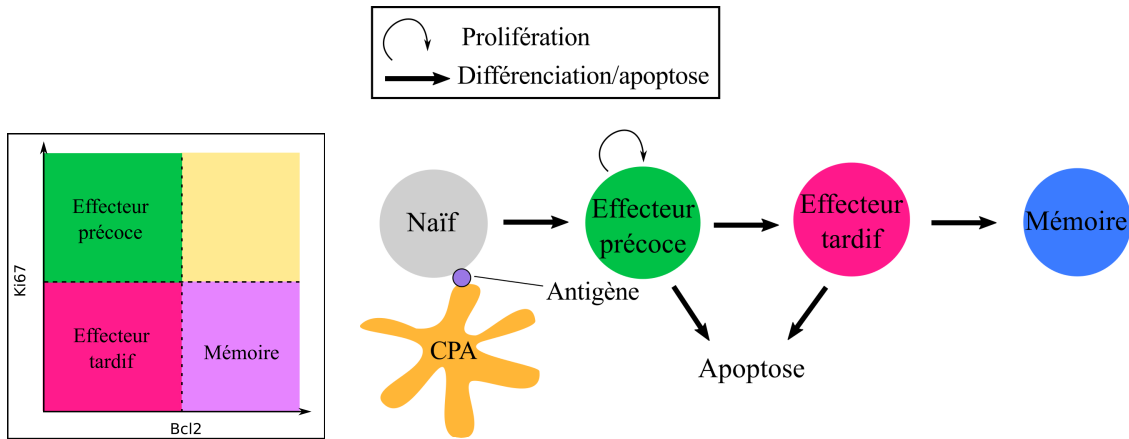 Prolifération
Différenciation/apoptose
Ki67
Effecteur
précoce
Effecteur
tardif
Mémoire
Bcl2
Naïf
Effecteur
précoce
Effecteur
tardif
Mémoire
Antigène
CPA
Apoptose